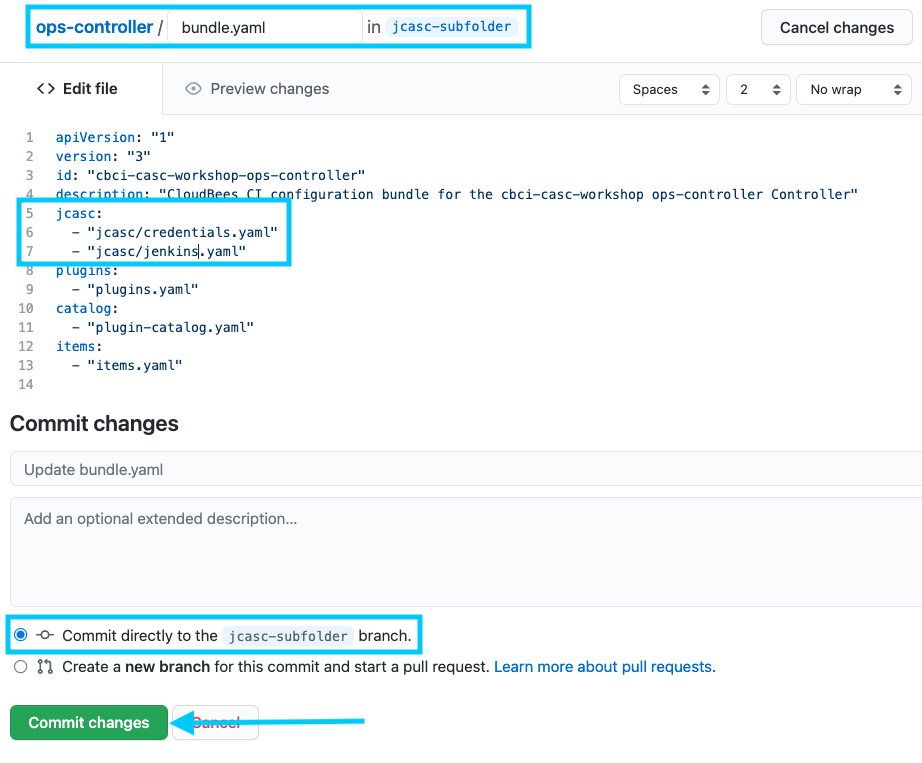 ops-controller / bundle.yaml in jcasc-subfolder Cancel changes
<> Edit file Preview changes Spaces 2 No wrap
1 apiVersion: "1"
2 version: "3"
3 id: "cbci-casc-workshop-ops-controller"
4 description: "CloudBees CI configuration bundle for the cbci-casc-workshop ops-controller Controller"
5 jcasc:
6 - "jcasc/credentials.yaml"
7 - "jcasc/jenkins.yaml"
8 plugins:
9 - "plugins.yaml"
10 catalog:
11 - "plugin-catalog.yaml"
12 items:
13 - "items.yaml"
14
Commit changes
Update bundle.yaml
Add an optional extended description...
Commit directly to the jcasc-subfolder branch.
Create a new branch for this commit and start a pull request. Learn more about pull requests.
Commit changes Cancel